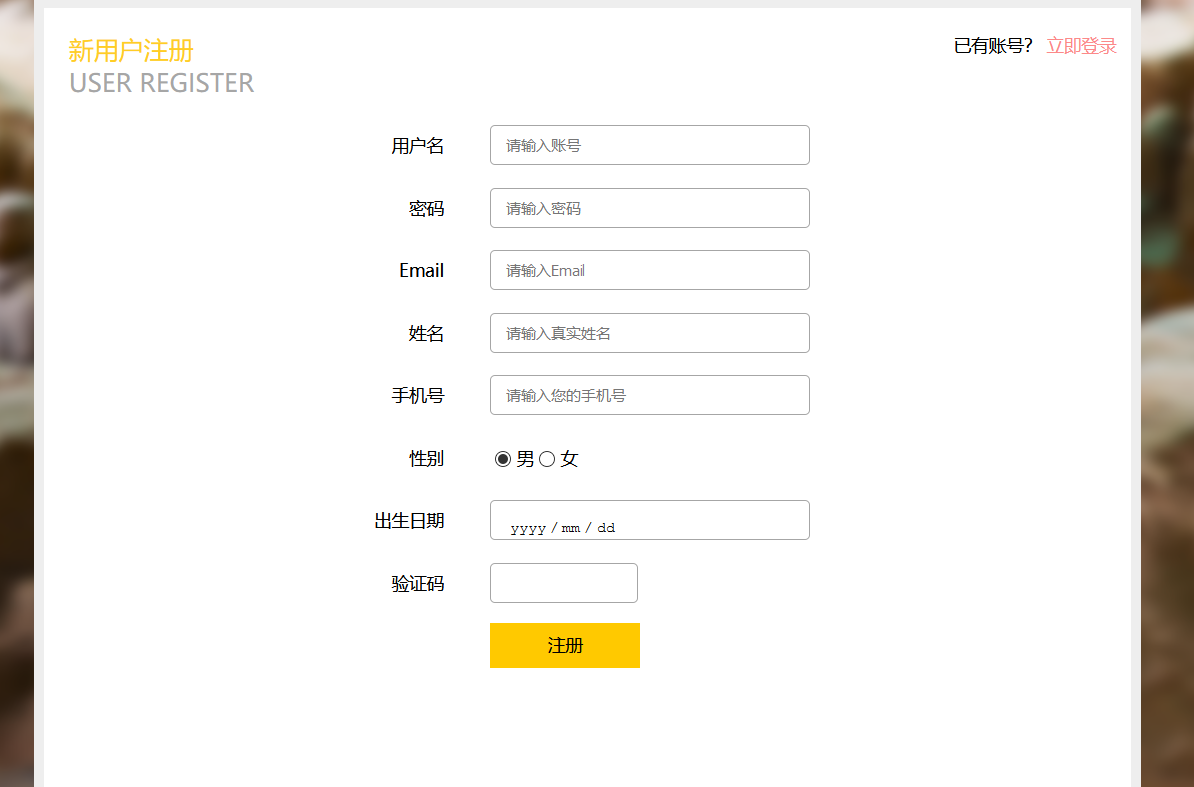 新用户注册
USER REGISTER
已有账号? 立即登录
用户名 请输入账号
密码 请输入密码
Email 请输入Email
姓名 请输入真实姓名
手机号 请输入您的手机号
性别 男 女
出生日期 yyyy / mm / dd
验证码
注册